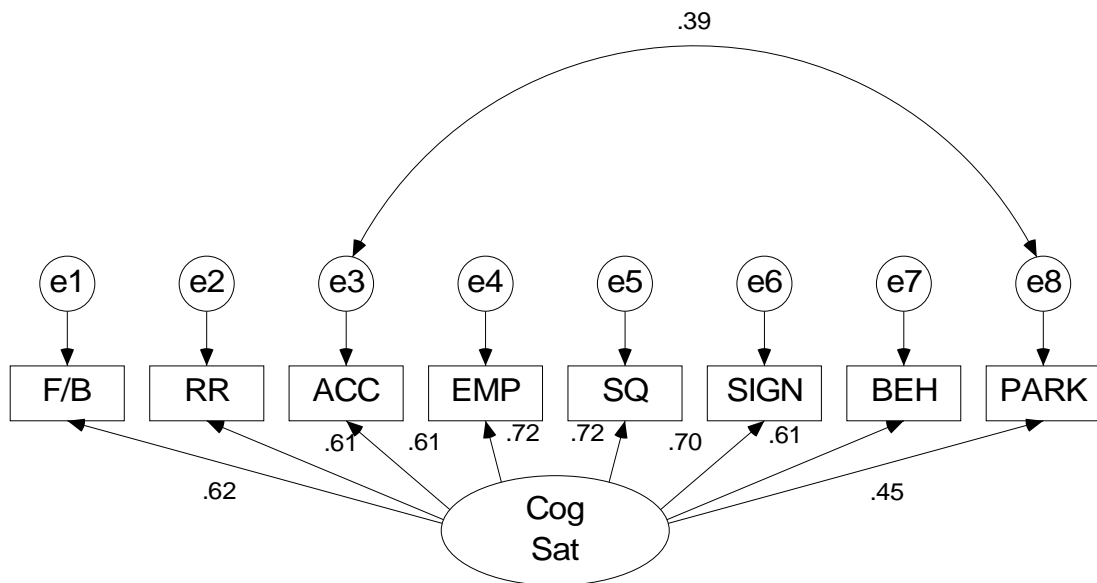 .39
e1 e2 e3 e4 e5 e6 e7 e8
F/B RR ACC EMP SQ SIGN BEH PARK
.61 .61 .72 .72 .70 .61
.62 .45
Cog
Sat